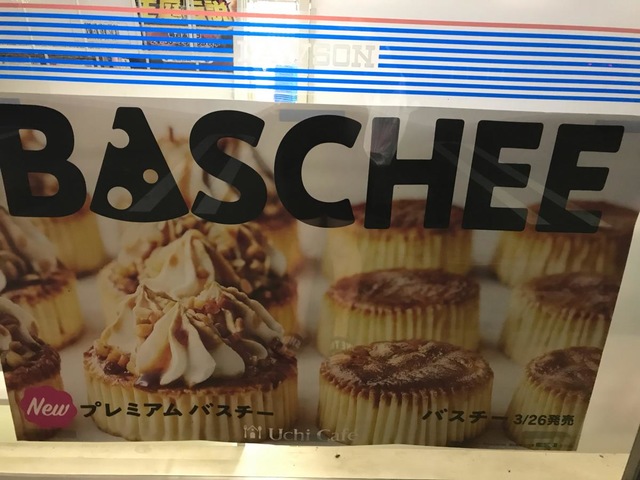 SON
BASCHEE
New プレミアム バスチー
バスチー 3/26発売
Uchi Café